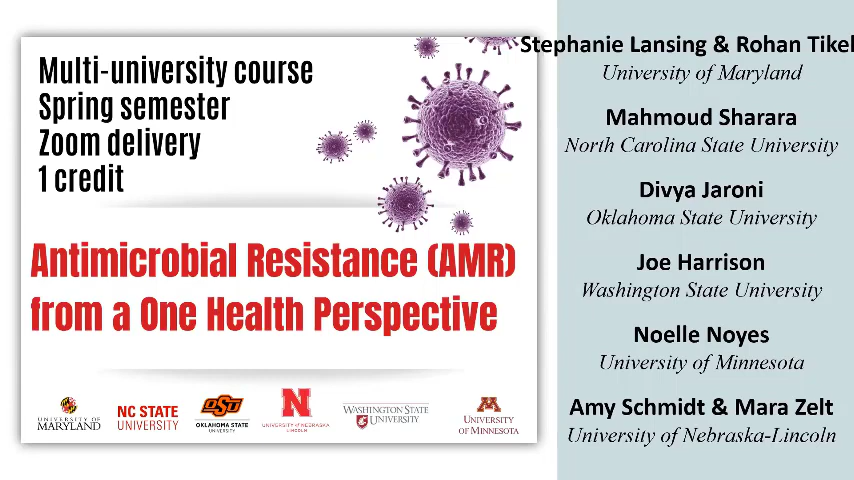 Multi-university course
Spring semester
Zoom delivery
1 credit
Antimicrobial Resistance (AMR)
from a One Health Perspective
UNIVERSITY OF
MARYLAND
NC STATE
UNIVERSITY
OSU
OKLAHOMA STATE
UNIVERSITY
N
UNIVERSITY OF NEBRASKA
LINCOLN
WASHINGTON STATE
UNIVERSITY
M
UNIVERSITY
OF MINNESOTA
Stephanie Lansing & Rohan Tikel
University of Maryland
Mahmoud Sharara
North Carolina State University
Divya Jaroni
Oklahoma State University
Joe Harrison
Washington State University
Noelle Noyes
University of Minnesota
Amy Schmidt & Mara Zelt
University of Nebraska-Lincoln